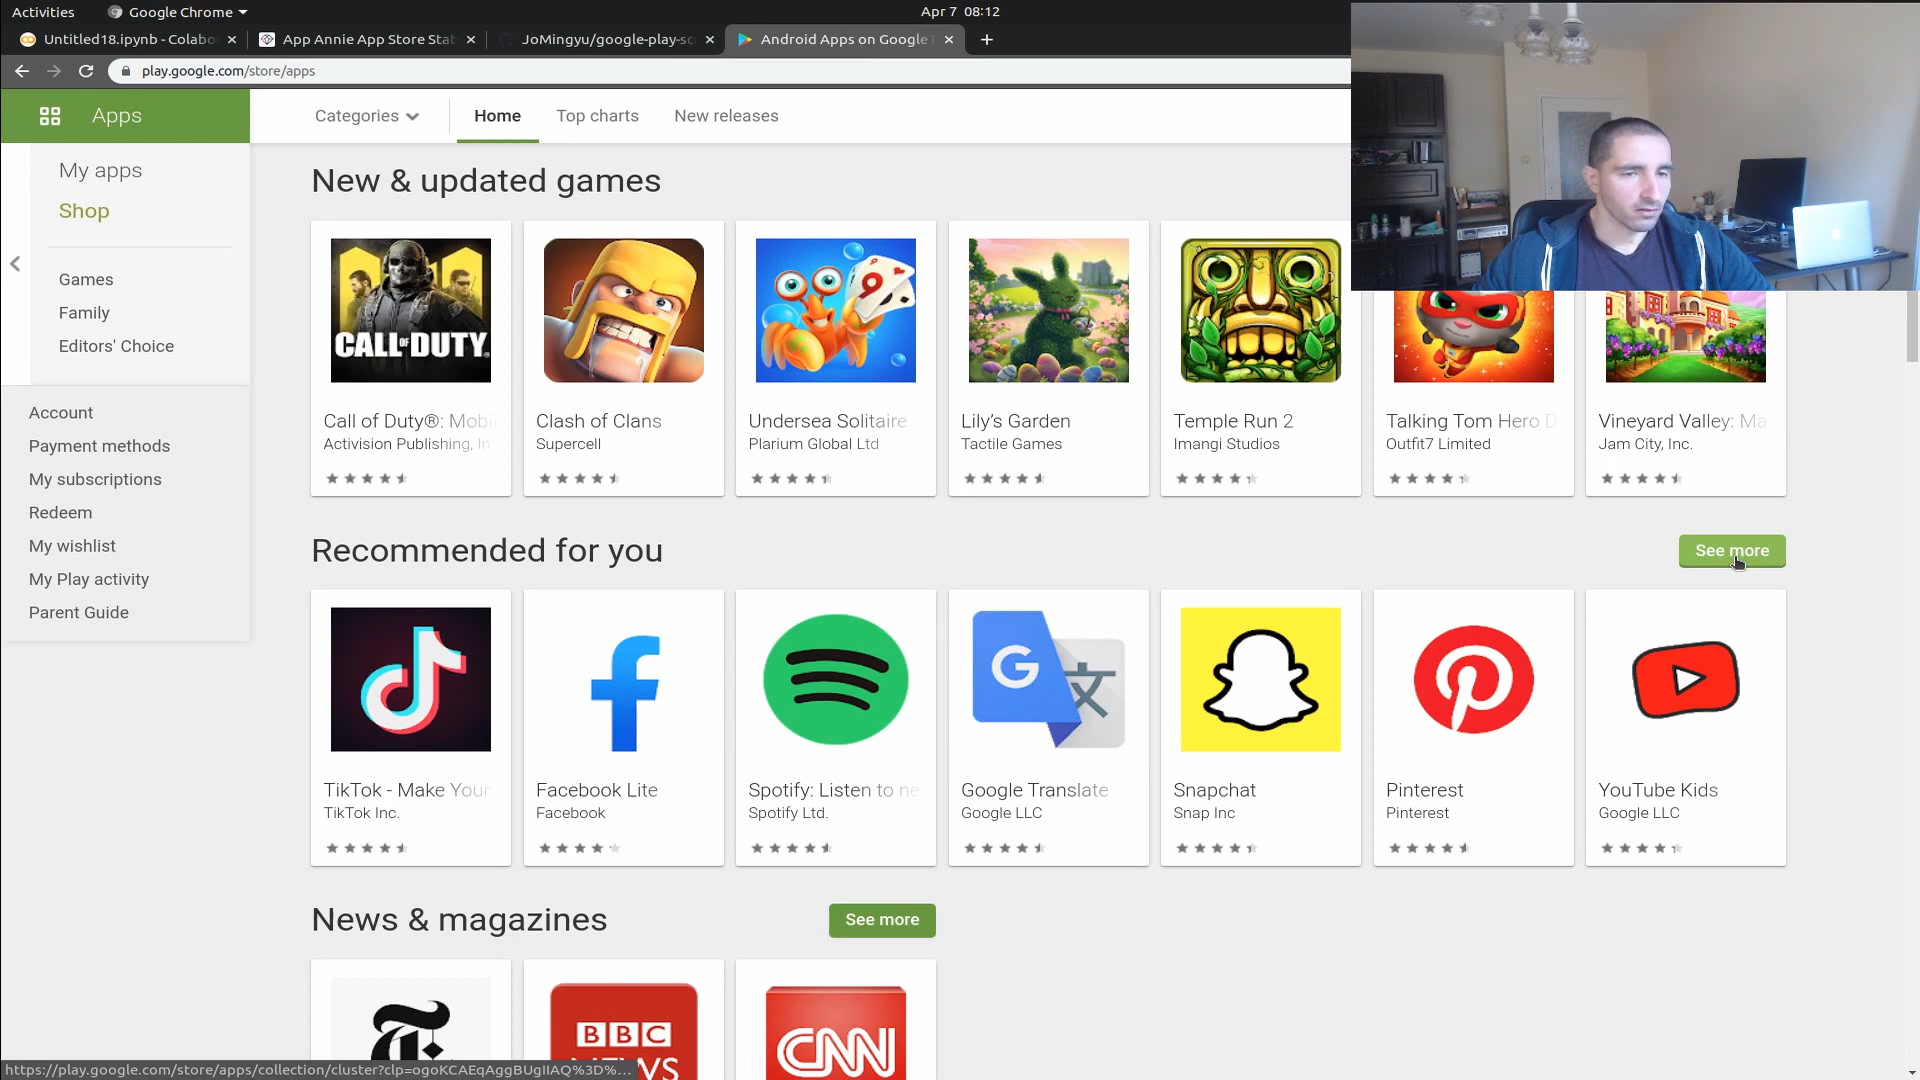 Activities
Google Chrome
Apr 7 08:12
Untitled18.ipynb - Colabo
App Annie App Store Stat
JoMingyu/google-play-sc
Android Apps on Google
play.google.com/store/apps
Apps
Categories
Home
Top charts
New releases
My apps
Shop
Games
Family
Editors' Choice
Account
Payment methods
My subscriptions
Redeem
My wishlist
My Play activity
Parent Guide
New & updated games
CALL OF DUTY
Call of Duty®: Mobi
Activision Publishing, In
Clash of Clans
Supercell
Undersea Solitaire
Plarium Global Ltd
Lily's Garden
Tactile Games
Temple Run 2
Imangi Studios
Talking Tom Hero D
Outfit7 Limited
Vineyard Valley: Ma
Jam City, Inc.
Recommended for you
See more
G 文
TikTok - Make Your
TikTok Inc.
Facebook Lite
Facebook
Spotify: Listen to ne
Spotify Ltd.
Google Translate
Google LLC
Snapchat
Snap Inc
Pinterest
Pinterest
YouTube Kids
Google LLC
News & magazines
See more
BBC
NEWS
CNN
https://play.google.com/store/apps/collection/cluster?clp=ogoKCAEqAggBUgIIAQ%3D%...